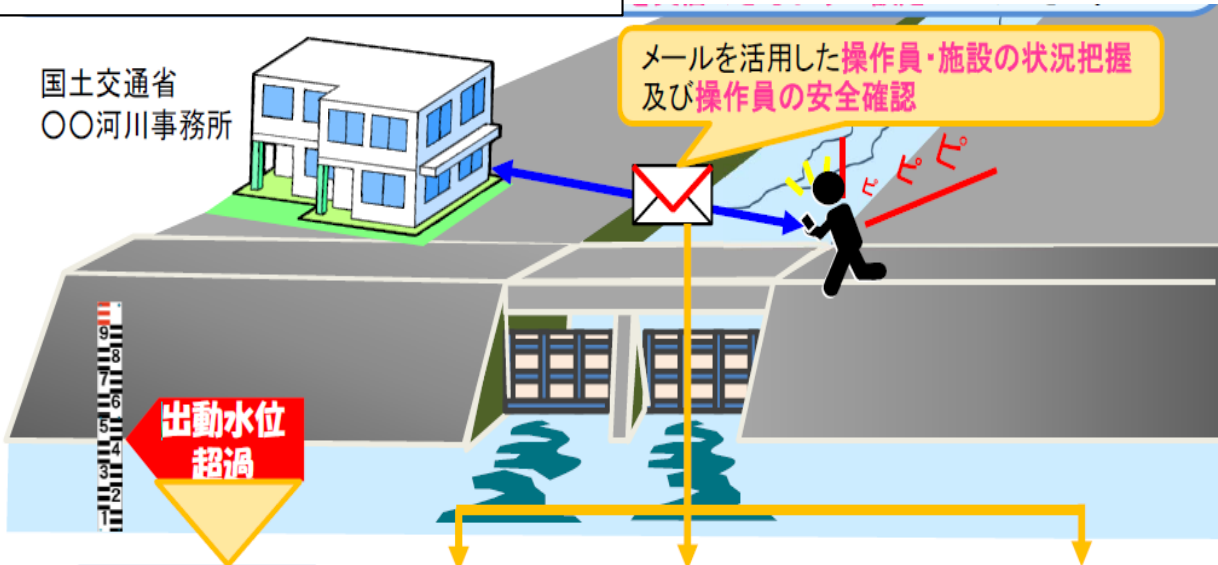 国土交通省
〇〇河川事務所
メールを活用した操作員・施設の状況把握
及び操作員の安全確認
ピ ピ ピ
9
8
7
6
5
4
3
2
1
出動水位
超過